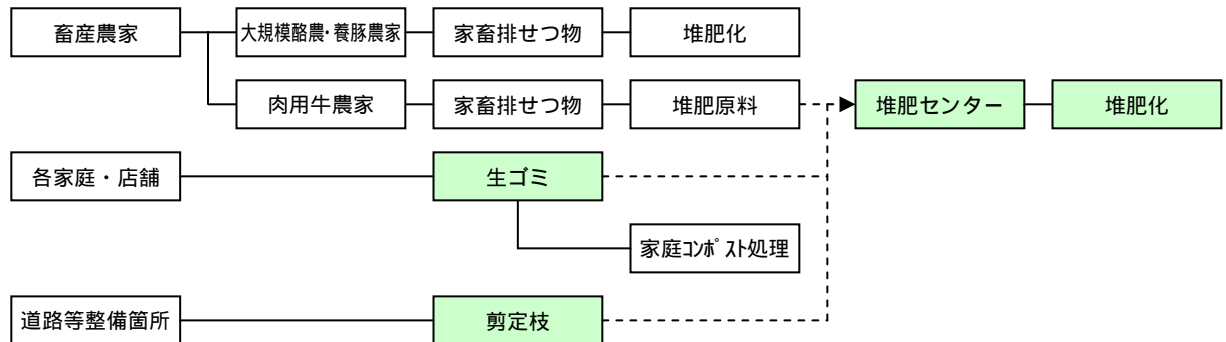 畜産農家
大規模酪農・養豚農家
家畜排せつ物
堆肥化
肉用牛農家
家畜排せつ物
堆肥原料
堆肥センター
堆肥化
各家庭・店舗
生ゴミ
家庭ｺﾝﾎﾟｽﾄ処理
道路等整備箇所
剪定枝